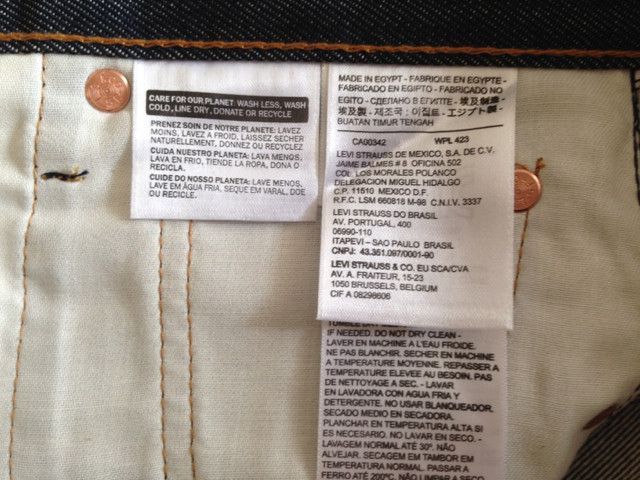 CARE FOR OUR PLANET: WASH LESS, WASH
COLD, LINE DRY, DONATE OR RECYCLE
PRENEZ SOIN DE NOTRE PLANETE: LAVEZ
MOINS, LAVEZ A FROID, LAISSEZ SECHER
NATURELLEMENT, DONNEZ OU RECYCLEZ
CUIDA NUESTRO PLANETA: LAVA MENOS,
LAVA EN FRIO, TIENDE LA ROPA, DONA O
RECICLA.
CUIDE DO NOSSO PLANETA: LAVE MENOS,
LAVE EM ÁGUA FRIA, SEQUE EM VARAL, DOE
OU RECICLE.
MADE IN EGYPT - FABRIQUE EN EGYPTE -
FABRICADO EN EGIPTO - FABRICADO NO
EGITO - СДЕЛАНО В ЕГИПТЕ - 埃及制造 -
埃及製 - 제조국 : 이집트 - エジプト製 -
BUATAN TIMUR TENGAH
CA00342 WPL 423
LEVI STRAUSS DE MEXICO, S.A. DE C.V.
JAIME BALMES # 8 OFICINA 502
COL. LOS MORALES POLANCO
DELEGACION MIGUEL HIDALGO
C.P. 11510 MEXICO D.F.
R.F.C. LSM 660818 M-98 C.N.I.V. 3337
LEVI STRAUSS DO BRASIL
AV. PORTUGAL, 400
06990-110
ITAPEVI – SAO PAULO BRASIL
CNPJ: 43.351.097/0001-90
LEVI STRAUSS & CO. EU SCA/CVA
AV. A. FRAITEUR, 15-23
1050 BRUSSELS, BELGIUM
CIF A 08298606
TUMBLE DRY
IF NEEDED. DO NOT DRY CLEAN -
LAVER EN MACHINE A L'EAU FROIDE.
NE PAS BLANCHIR. SECHER EN MACHINE
A TEMPERATURE MOYENNE. REPASSER A
TEMPERATURE ELEVEE AU BESOIN. PAS
DE NETTOYAGE A SEC. - LAVAR
EN LAVADORA CON AGUA FRIA Y
DETERGENTE. NO USAR BLANQUEADOR.
SECADO MEDIO EN SECADORA.
PLANCHAR EN TEMPERATURA ALTA SI
ES NECESARIO. NO LAVAR EN SECO. -
LAVAGEM NORMAL ATÉ 30°. NÃO
ALVEJAR. SECAGEM EM TAMBOR EM
TEMPERATURA NORMAL. PASSAR A
FERRO ATÉ 200°C. NÃO LIMPAR A SECO